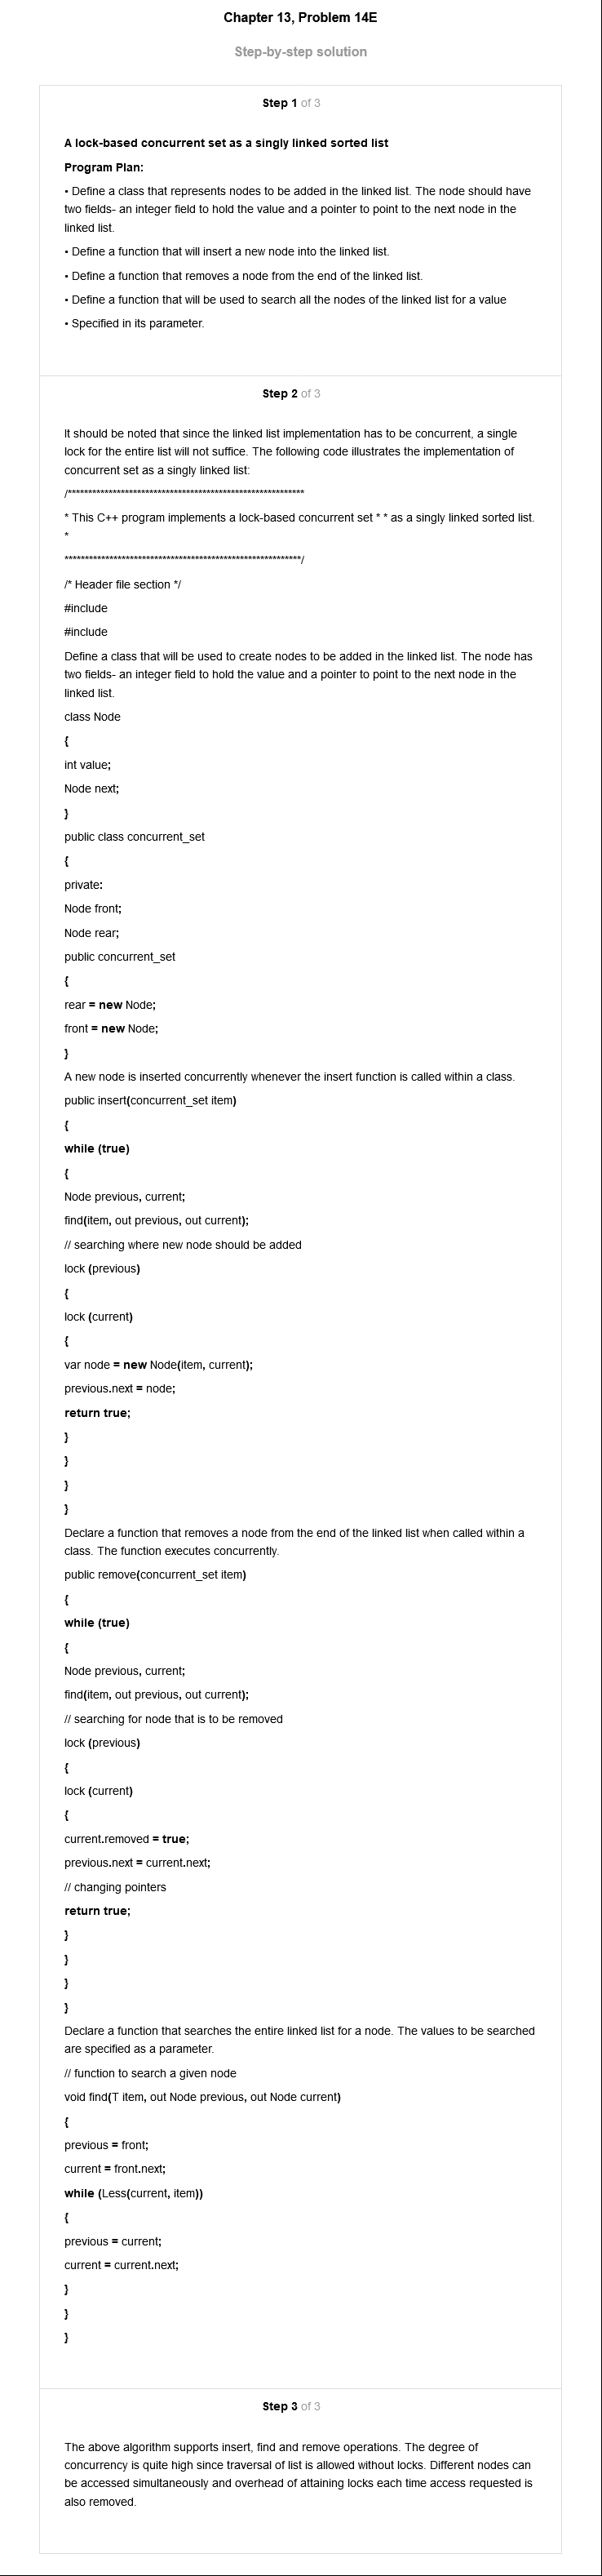 Chapter 13, Problem 14E
Step-by-step solution
Step 1 of 3
A lock-based concurrent set as a singly linked sorted list
Program Plan:
• Define a class that represents nodes to be added in the linked list. The node should have
two fields- an integer field to hold the value and a pointer to point to the next node in the
linked list.
• Define a function that will insert a new node into the linked list.
• Define a function that removes a node from the end of the linked list.
• Define a function that will be used to search all the nodes of the linked list for a value
• Specified in its parameter.
Step 2 of 3
It should be noted that since the linked list implementation has to be concurrent, a single
lock for the entire list will not suffice. The following code illustrates the implementation of
concurrent set as a singly linked list:
/**********************************************************
* This C++ program implements a lock-based concurrent set * * as a singly linked sorted list.
*
**********************************************************/
/* Header file section */
#include
#include
Define a class that will be used to create nodes to be added in the linked list. The node has
two fields- an integer field to hold the value and a pointer to point to the next node in the
linked list.
class Node
{
int value;
Node next;
}
public class concurrent_set
{
private:
Node front;
Node rear;
public concurrent_set
{
rear = new Node;
front = new Node;
}
A new node is inserted concurrently whenever the insert function is called within a class.
public insert(concurrent_set item)
{
while (true)
{
Node previous, current;
find(item, out previous, out current);
// searching where new node should be added
lock (previous)
{
lock (current)
{
var node = new Node(item, current);
previous.next = node;
return true;
}
}
}
}
Declare a function that removes a node from the end of the linked list when called within a
class. The function executes concurrently.
public remove(concurrent_set item)
{
while (true)
{
Node previous, current;
find(item, out previous, out current);
// searching for node that is to be removed
lock (previous)
{
lock (current)
{
current.removed = true;
previous.next = current.next;
// changing pointers
return true;
}
}
}
}
Declare a function that searches the entire linked list for a node. The values to be searched
are specified as a parameter.
// function to search a given node
void find(T item, out Node previous, out Node current)
{
previous = front;
current = front.next;
while (Less(current, item))
{
previous = current;
current = current.next;
}
}
}
Step 3 of 3
The above algorithm supports insert, find and remove operations. The degree of
concurrency is quite high since traversal of list is allowed without locks. Different nodes can
be accessed simultaneously and overhead of attaining locks each time access requested is
also removed.